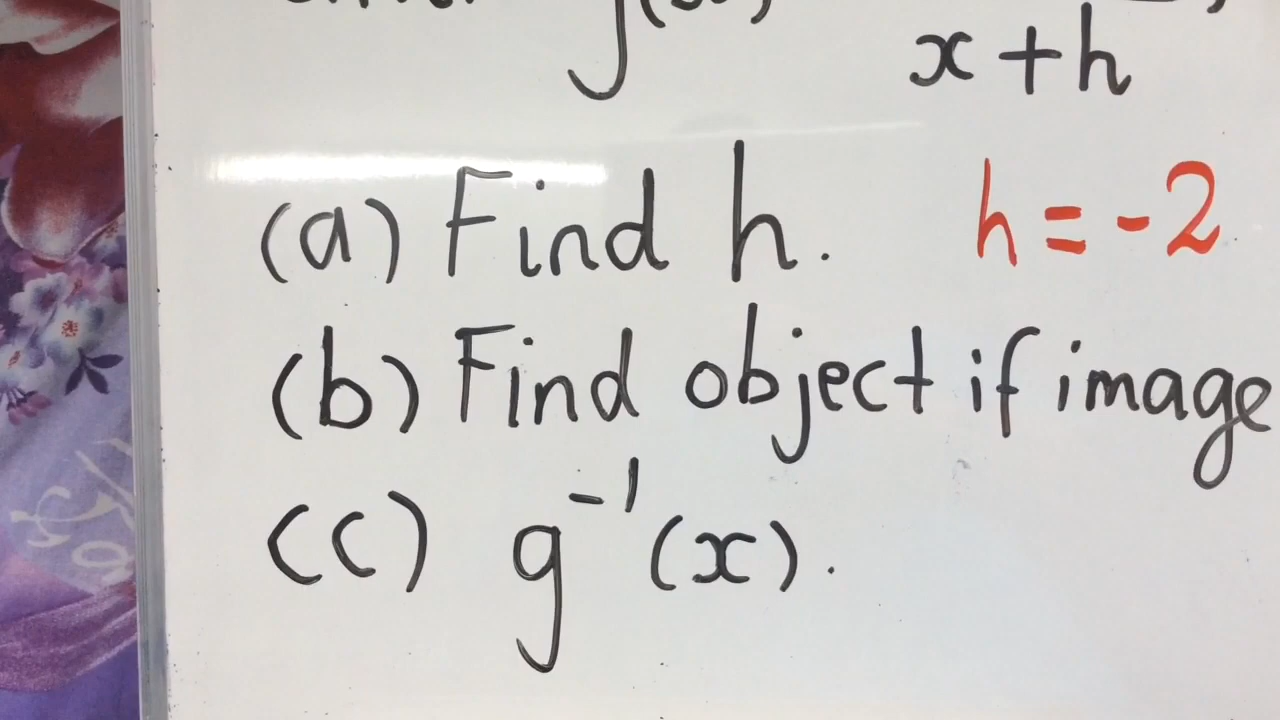 g(x)
x + h
(a) Find h. h = -2
(b) Find object if image
(c) g⁻¹(x).